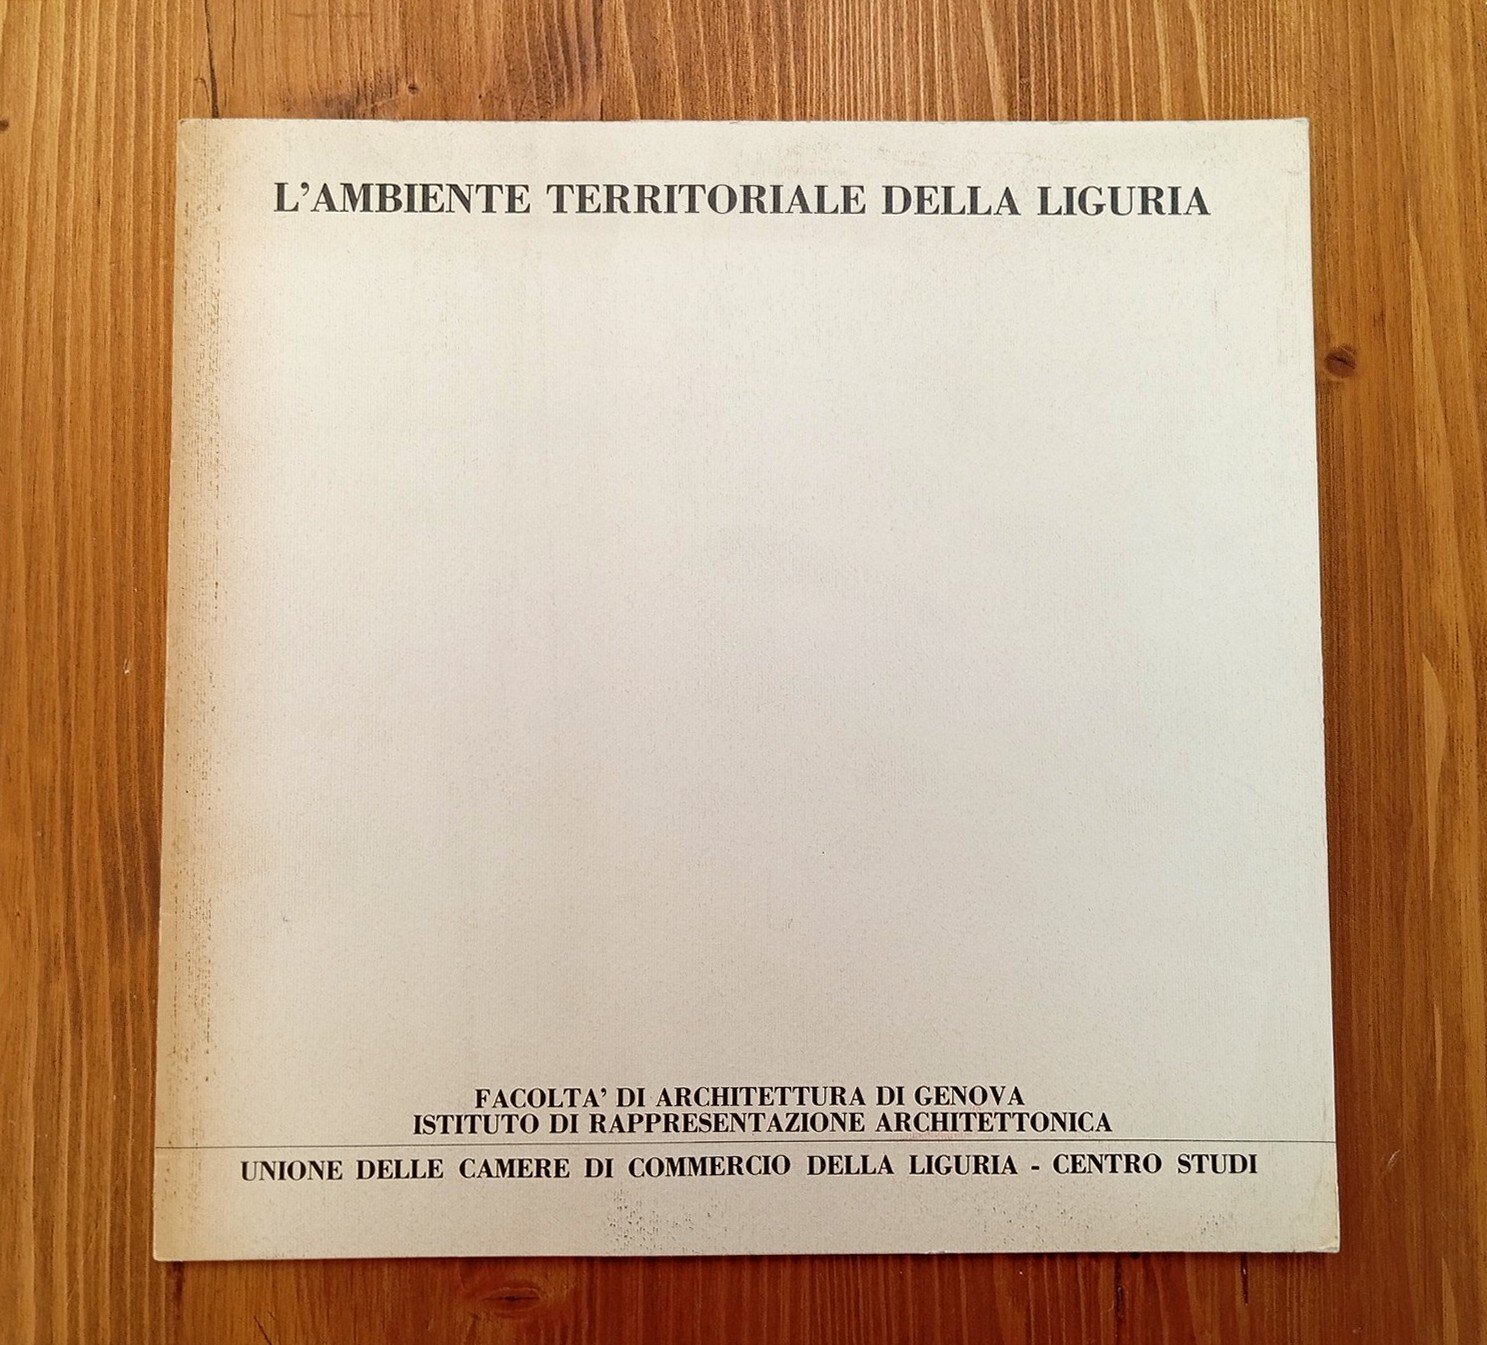 L'AMBIENTE TERRITORIALE DELLA LIGURIA
FACOLTA' DI ARCHITETTURA DI GENOVA
ISTITUTO DI RAPPRESENTAZIONE ARCHITETTONICA
UNIONE DELLE CAMERE DI COMMERCIO DELLA LIGURIA - CENTRO STUDI